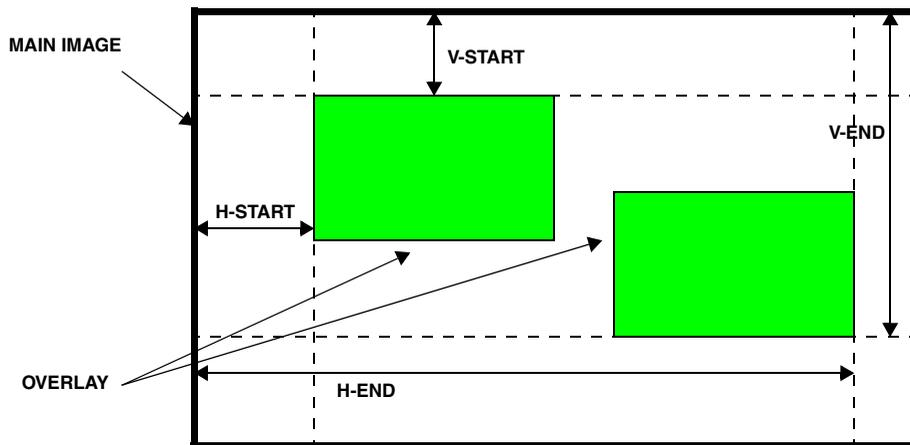 MAIN IMAGE
V-START
V-END
H-START
OVERLAY
H-END